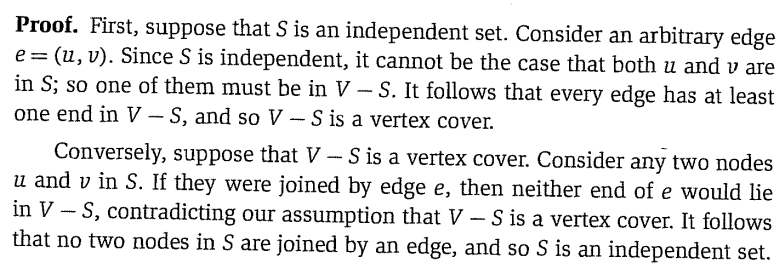 Proof. First, suppose that S is an independent set. Consider an arbitrary edge
e = (u, v). Since S is independent, it cannot be the case that both u and v are
in S; so one of them must be in V – S. It follows that every edge has at least
one end in V – S, and so V – S is a vertex cover.
Conversely, suppose that V – S is a vertex cover. Consider any two nodes
u and v in S. If they were joined by edge e, then neither end of e would lie
in V – S, contradicting our assumption that V – S is a vertex cover. It follows
that no two nodes in S are joined by an edge, and so S is an independent set.